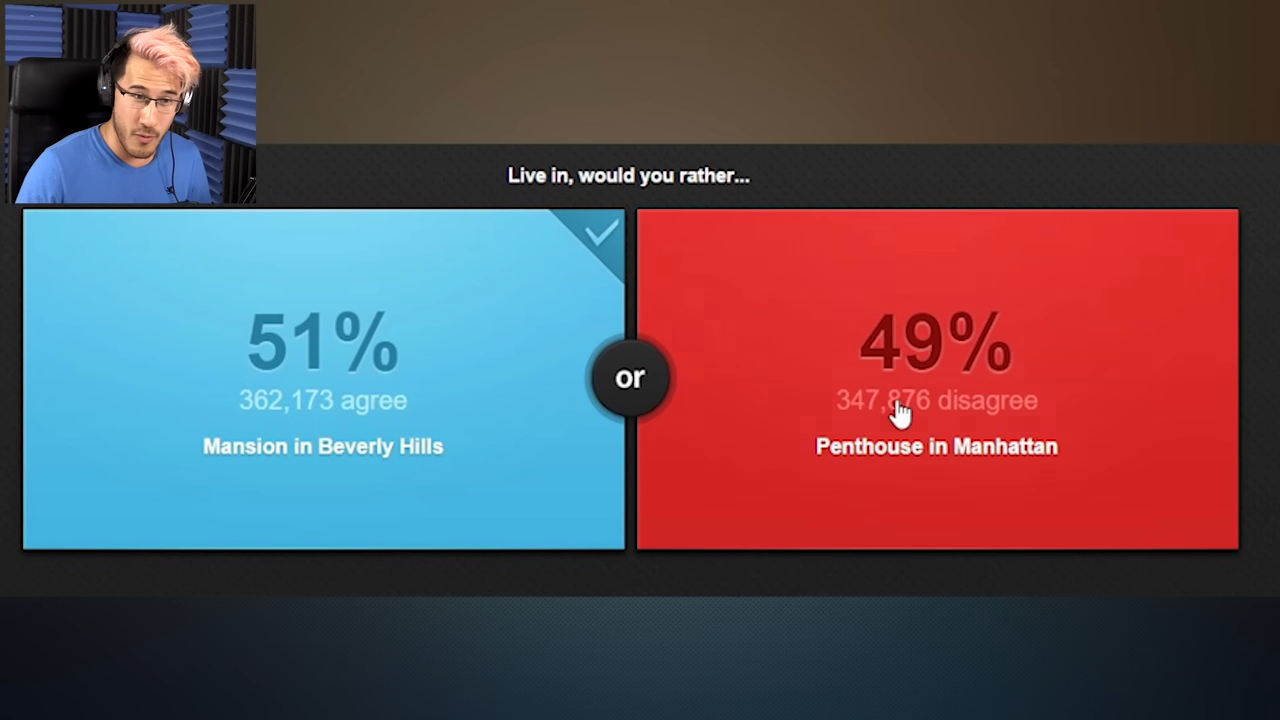 Live in, would you rather...
51%
362,173 agree
Mansion in Beverly Hills
or
49%
347,876 disagree
Penthouse in Manhattan